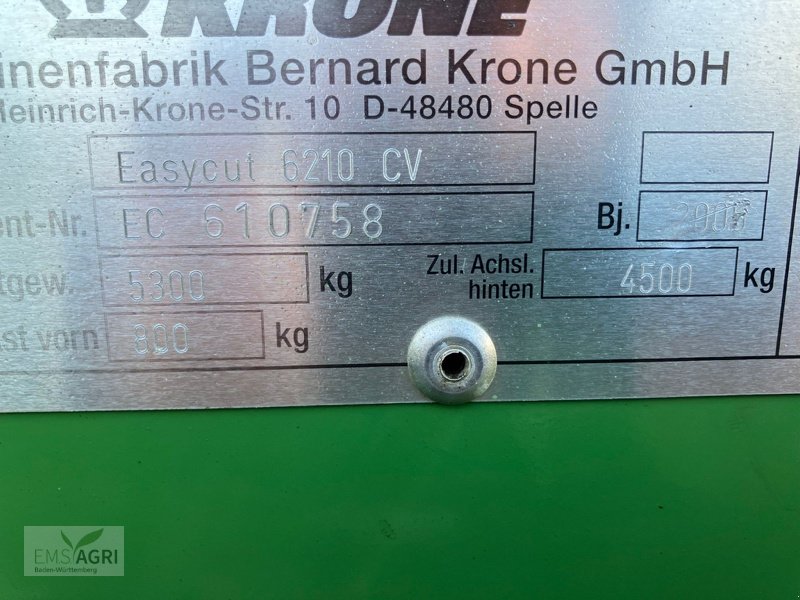 KRONE
inenfabrik Bernard Krone GmbH
Heinrich-Krone-Str. 10 D-48480 Spelle
Easycut 6210 CV
ent-Nr. EC 610758 Bj.
tgew. 5300 kg Zul. Achsl. hinten 4500 kg
st vorn 800 kg
EMS AGRI
Baden-Württemberg